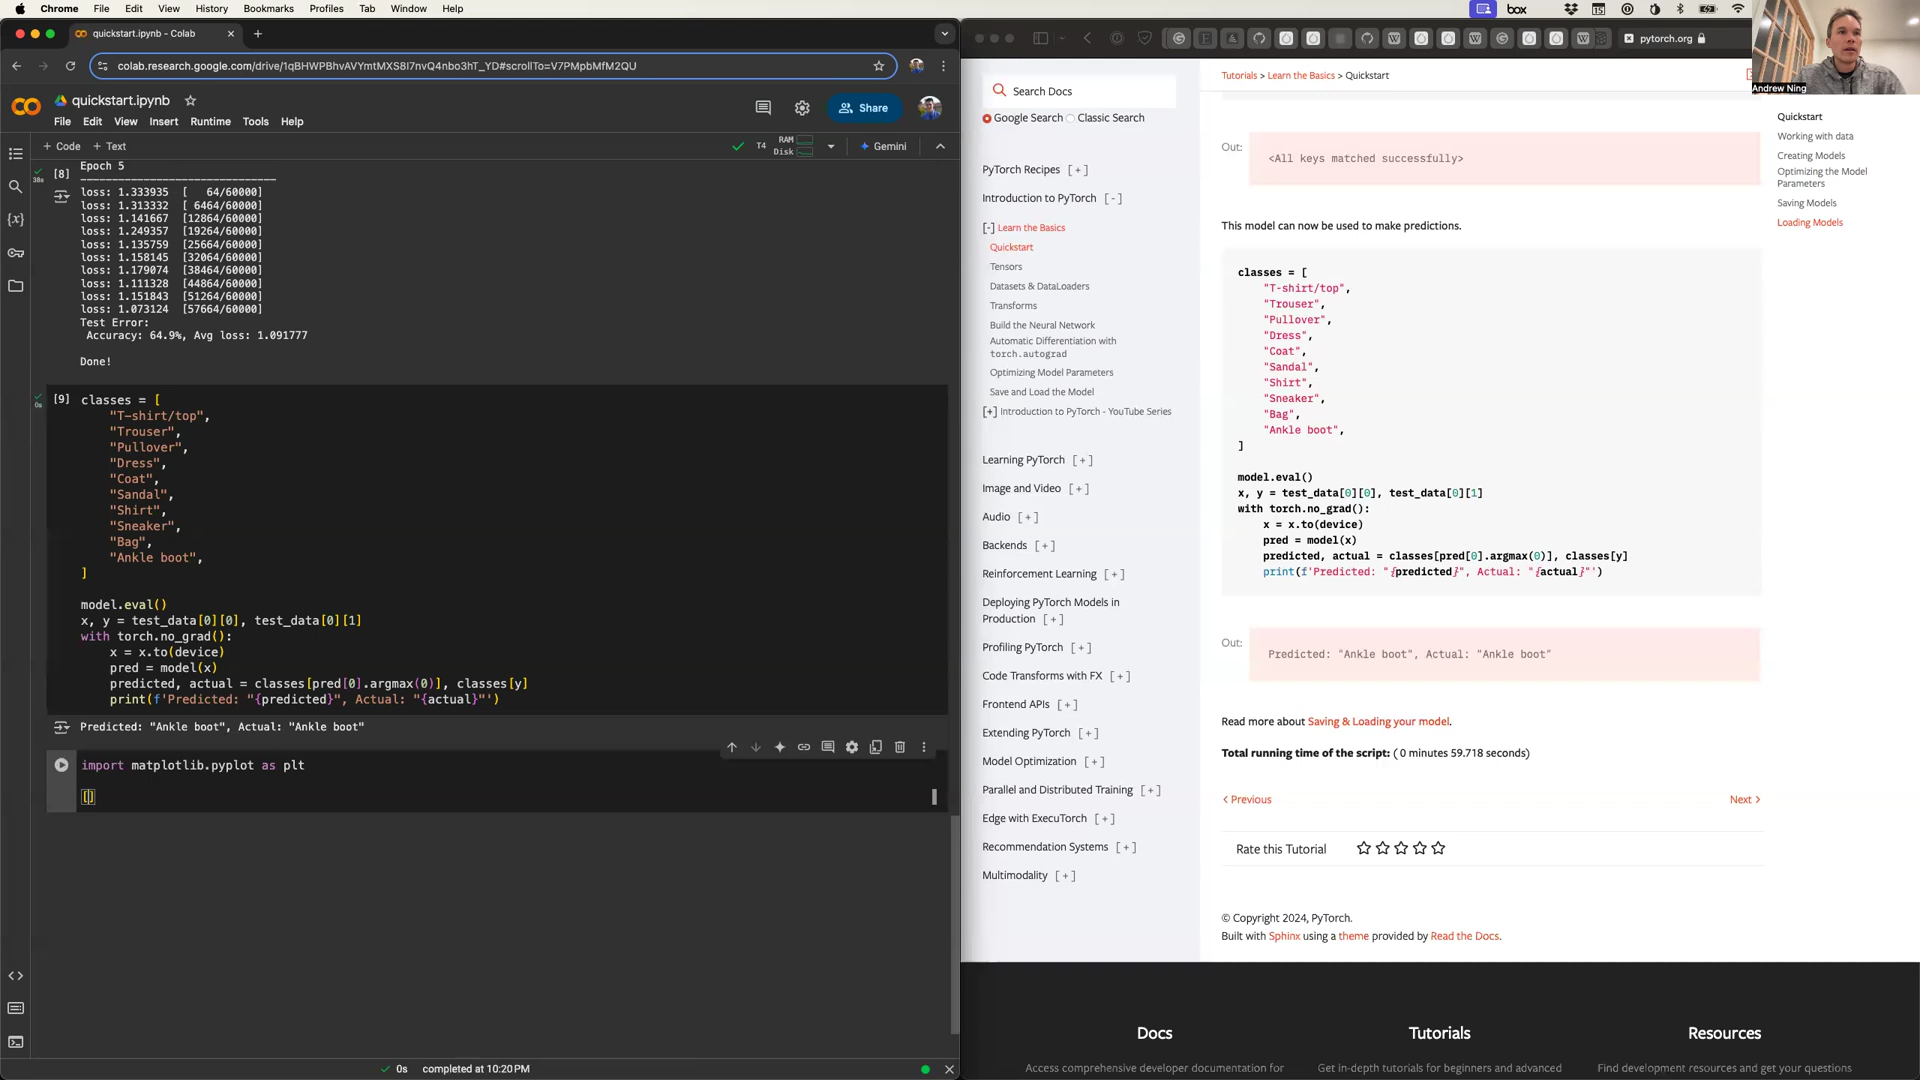 Chrome File Edit View History Bookmarks Profiles Tab Window Help
box
quickstart.ipynb - Colab
colab.research.google.com/drive/1qBHWPBhvAVYmtMXS8I7nvQ4nbo3hT_YD#scrollTo=V7PMpbMfM2QU
quickstart.ipynb
File Edit View Insert Runtime Tools Help
Share
+ Code + Text
T4 RAM Disk
Gemini
Epoch 5
-------------------------------
[8]
38s
loss: 1.333935 [ 64/60000]
loss: 1.313332 [ 6464/60000]
loss: 1.141667 [12864/60000]
loss: 1.249357 [19264/60000]
loss: 1.135759 [25664/60000]
loss: 1.158145 [32064/60000]
loss: 1.179074 [38464/60000]
loss: 1.111328 [44864/60000]
loss: 1.151843 [51264/60000]
loss: 1.073124 [57664/60000]
Test Error:
Accuracy: 64.9%, Avg loss: 1.091777
Done!
[9]
0s
classes = [
"T-shirt/top",
"Trouser",
"Pullover",
"Dress",
"Coat",
"Sandal",
"Shirt",
"Sneaker",
"Bag",
"Ankle boot",
]
model.eval()
x, y = test_data[0][0], test_data[0][1]
with torch.no_grad():
x = x.to(device)
pred = model(x)
predicted, actual = classes[pred[0].argmax(0)], classes[y]
print(f'Predicted: "{predicted}", Actual: "{actual}"')
Predicted: "Ankle boot", Actual: "Ankle boot"
import matplotlib.pyplot as plt
[]
0s completed at 10:20 PM
pytorch.org
Andrew Ning
Search Docs
Google Search Classic Search
PyTorch Recipes [ + ]
Introduction to PyTorch [ - ]
[-] Learn the Basics
Quickstart
Tensors
Datasets & DataLoaders
Transforms
Build the Neural Network
Automatic Differentiation with
torch.autograd
Optimizing Model Parameters
Save and Load the Model
[+] Introduction to PyTorch - YouTube Series
Learning PyTorch [ + ]
Image and Video [ + ]
Audio [ + ]
Backends [ + ]
Reinforcement Learning [ + ]
Deploying PyTorch Models in
Production [ + ]
Profiling PyTorch [ + ]
Code Transforms with FX [ + ]
Frontend APIs [ + ]
Extending PyTorch [ + ]
Model Optimization [ + ]
Parallel and Distributed Training [ + ]
Edge with ExecuTorch [ + ]
Recommendation Systems [ + ]
Multimodality [ + ]
Tutorials > Learn the Basics > Quickstart
Out:
<All keys matched successfully>
This model can now be used to make predictions.
classes = [
"T-shirt/top",
"Trouser",
"Pullover",
"Dress",
"Coat",
"Sandal",
"Shirt",
"Sneaker",
"Bag",
"Ankle boot",
]
model.eval()
x, y = test_data[0][0], test_data[0][1]
with torch.no_grad():
x = x.to(device)
pred = model(x)
predicted, actual = classes[pred[0].argmax(0)], classes[y]
print(f'Predicted: "{predicted}", Actual: "{actual}"')
Out:
Predicted: "Ankle boot", Actual: "Ankle boot"
Read more about Saving & Loading your model.
Total running time of the script: ( 0 minutes 59.718 seconds)
< Previous
Next >
Rate this Tutorial
© Copyright 2024, PyTorch.
Built with Sphinx using a theme provided by Read the Docs.
Quickstart
Working with data
Creating Models
Optimizing the Model
Parameters
Saving Models
Loading Models
Docs
Access comprehensive developer documentation for
Tutorials
Get in-depth tutorials for beginners and advanced
Resources
Find development resources and get your questions